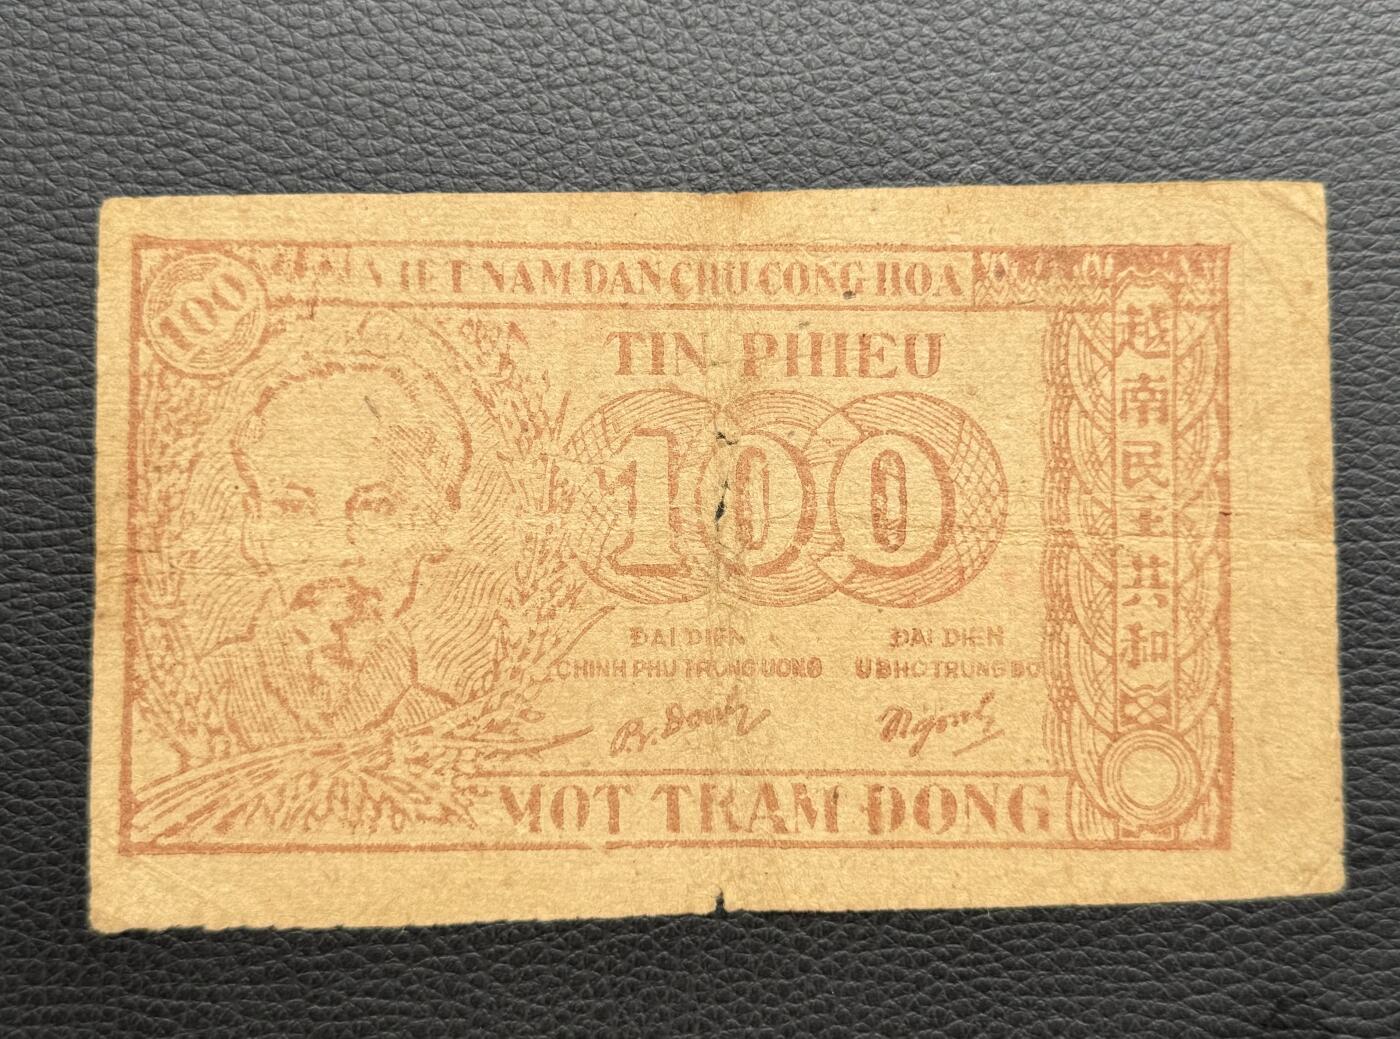 100
VIET NAM DAN CHU CONG HOA
TIN PHIEU
100
ĐAI DIEN
CHINH PHU TRUNG UONG
ĐAI DIEN
UBHC TRUNG BO
MOT TRAM ĐONG
越南民主共和